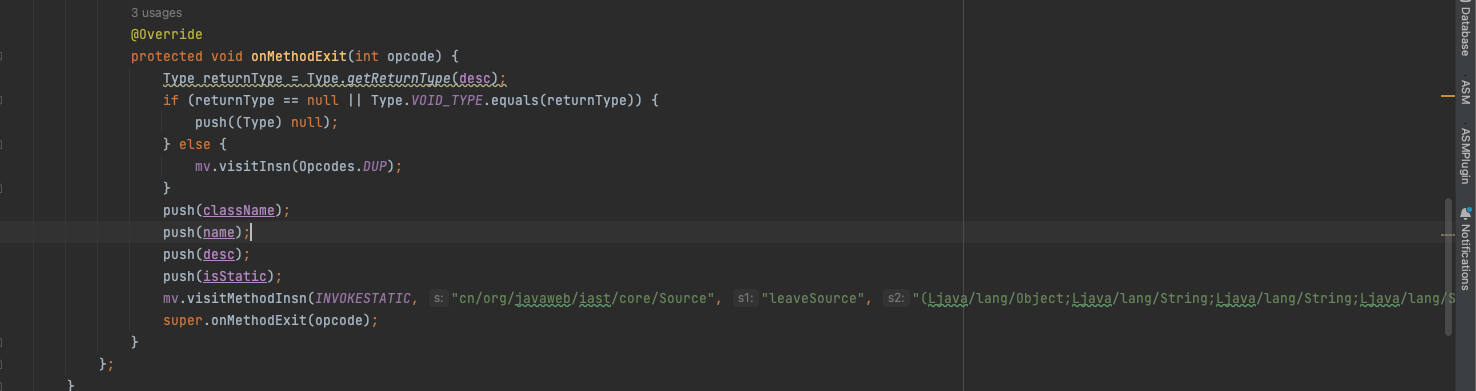 3 usages
@Override
protected void onMethodExit(int opcode) {
Type returnType = Type.getReturnType(desc);
if (returnType == null || Type.VOID_TYPE.equals(returnType)) {
push((Type) null);
} else {
mv.visitInsn(Opcodes.DUP);
}
push(className);
push(name);
push(desc);
push(isStatic);
mv.visitMethodInsn(INVOKESTATIC, s: "cn/org/javaweb/iast/core/Source", s1: "leaveSource", s2: "(Ljava/lang/Object;Ljava/lang/String;Ljava/lang/String;Ljava/lang/S
super.onMethodExit(opcode);
}
};
}
Database
ASM
ASMPlugin
Notifications